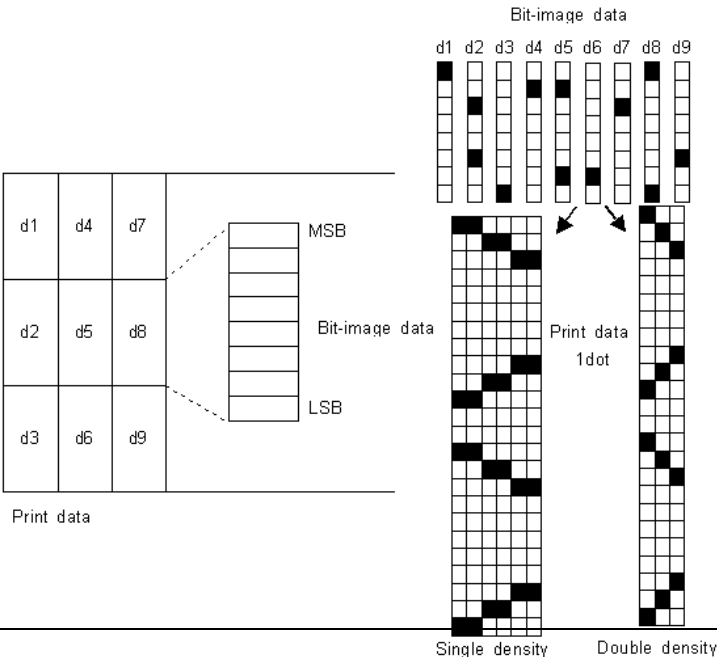 Bit-image data
d1 d2 d3 d4 d5 d6 d7 d8 d9
d1 d4 d7
MSB
d2 d5 d8
Bit-image data
Print data
1dot
LSB
d3 d6 d9
Print data
Single density
Double density